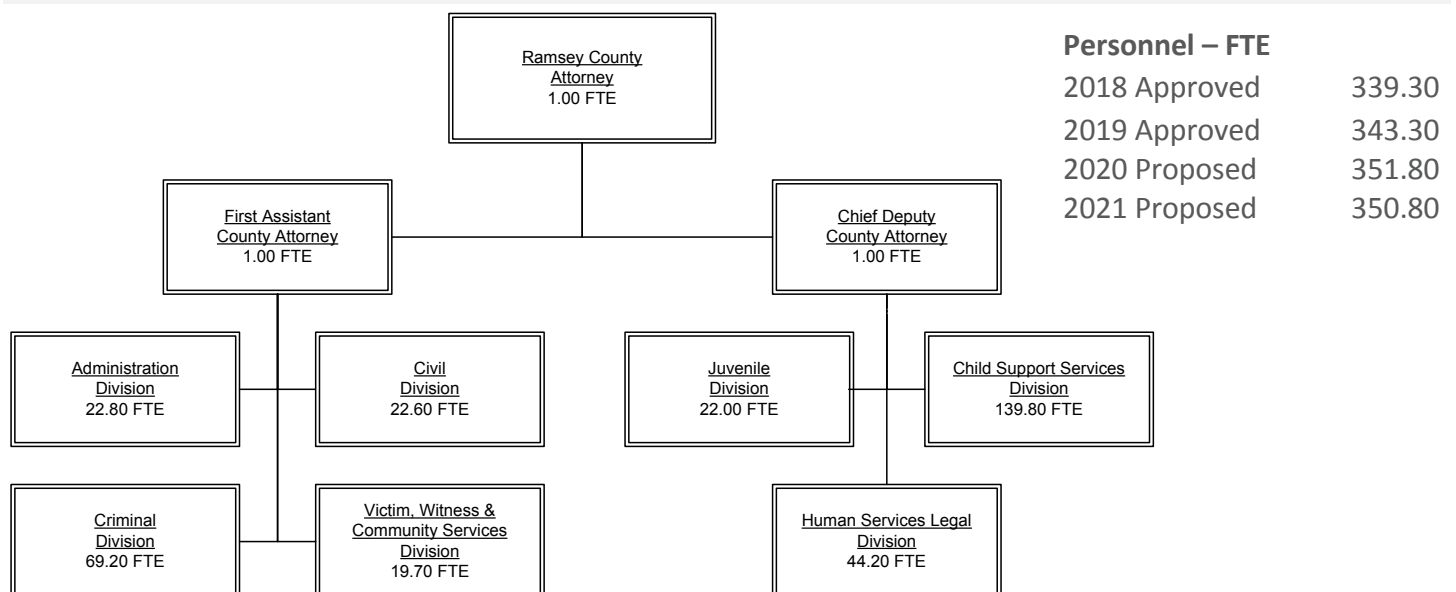 Ramsey County
Attorney
1.00 FTE
Personnel – FTE
2018 Approved 339.30
2019 Approved 343.30
2020 Proposed 351.80
2021 Proposed 350.80
First Assistant
County Attorney
1.00 FTE
Chief Deputy
County Attorney
1.00 FTE
Administration
Division
22.80 FTE
Civil
Division
22.60 FTE
Juvenile
Division
22.00 FTE
Child Support Services
Division
139.80 FTE
Criminal
Division
69.20 FTE
Victim, Witness &
Community Services
Division
19.70 FTE
Human Services Legal
Division
44.20 FTE